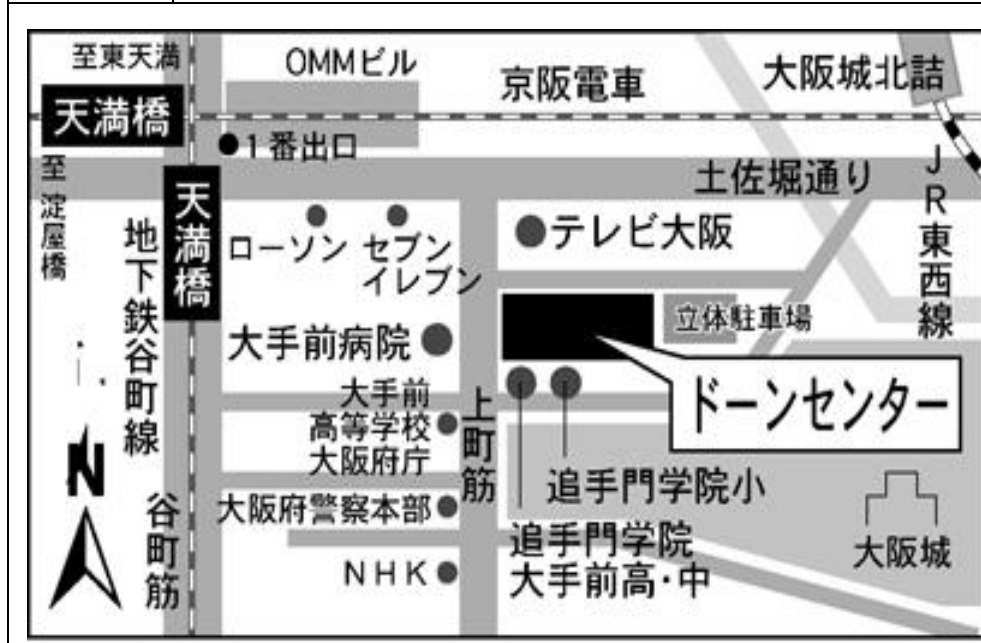 至東天満
OMMビル
京阪電車
大阪城北詰
天満橋
●1番出口
土佐堀通り
至 淀屋橋
天満橋
地下鉄谷町線
ローソン
セブン
イレブン
テレビ大阪
JR東西線
立体駐車場
大手前病院
ドーンセンター
大手前
高等学校
大阪府庁
上町筋
N
追手門学院小
谷町筋
大阪府警察本部
追手門学院
大手前高・中
大阪城
NHK